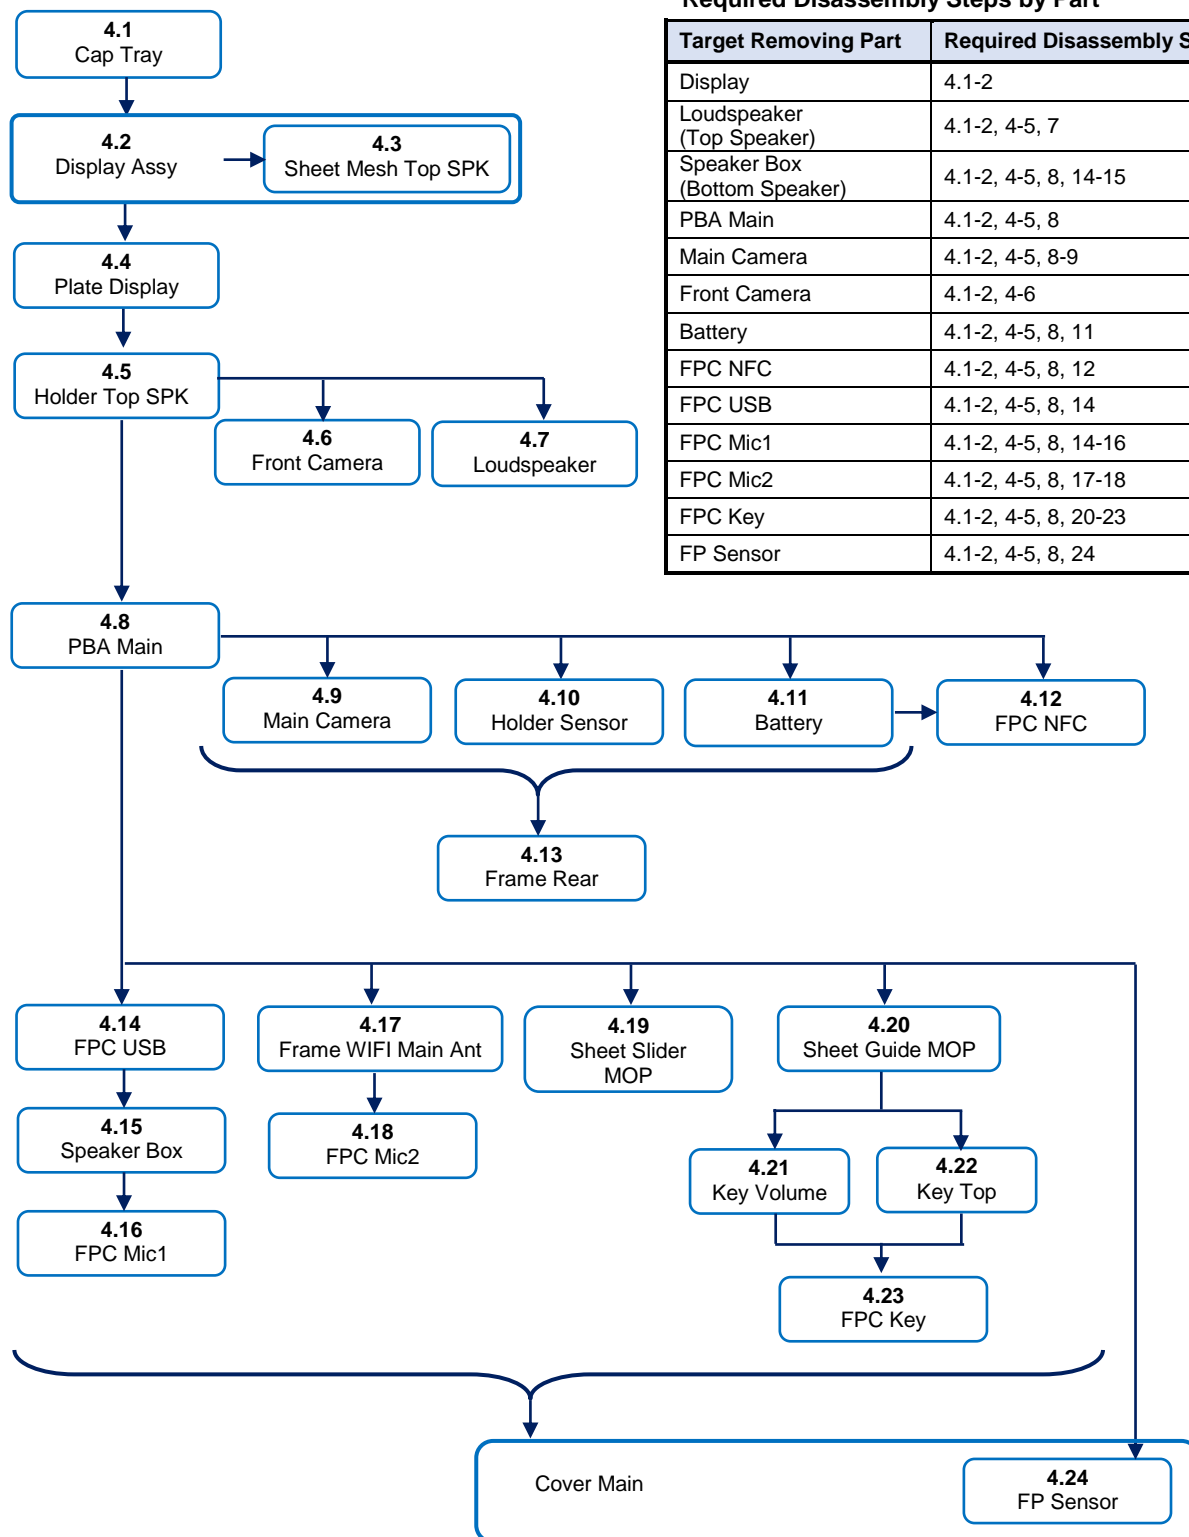 Required Disassembly Steps by Part
4.1
Cap Tray
4.2
Display Assy
4.3
Sheet Mesh Top SPK
4.4
Plate Display
4.5
Holder Top SPK
4.6
Front Camera
4.7
Loudspeaker
Target Removing Part | Required Disassembly S
Display | 4.1-2
Loudspeaker
(Top Speaker) | 4.1-2, 4-5, 7
Speaker Box
(Bottom Speaker) | 4.1-2, 4-5, 8, 14-15
PBA Main | 4.1-2, 4-5, 8
Main Camera | 4.1-2, 4-5, 8-9
Front Camera | 4.1-2, 4-6
Battery | 4.1-2, 4-5, 8, 11
FPC NFC | 4.1-2, 4-5, 8, 12
FPC USB | 4.1-2, 4-5, 8, 14
FPC Mic1 | 4.1-2, 4-5, 8, 14-16
FPC Mic2 | 4.1-2, 4-5, 8, 17-18
FPC Key | 4.1-2, 4-5, 8, 20-23
FP Sensor | 4.1-2, 4-5, 8, 24
4.8
PBA Main
4.9
Main Camera
4.10
Holder Sensor
4.11
Battery
4.12
FPC NFC
4.13
Frame Rear
4.14
FPC USB
4.15
Speaker Box
4.16
FPC Mic1
4.17
Frame WIFI Main Ant
4.18
FPC Mic2
4.19
Sheet Slider
MOP
4.20
Sheet Guide MOP
4.21
Key Volume
4.22
Key Top
4.23
FPC Key
Cover Main
4.24
FP Sensor